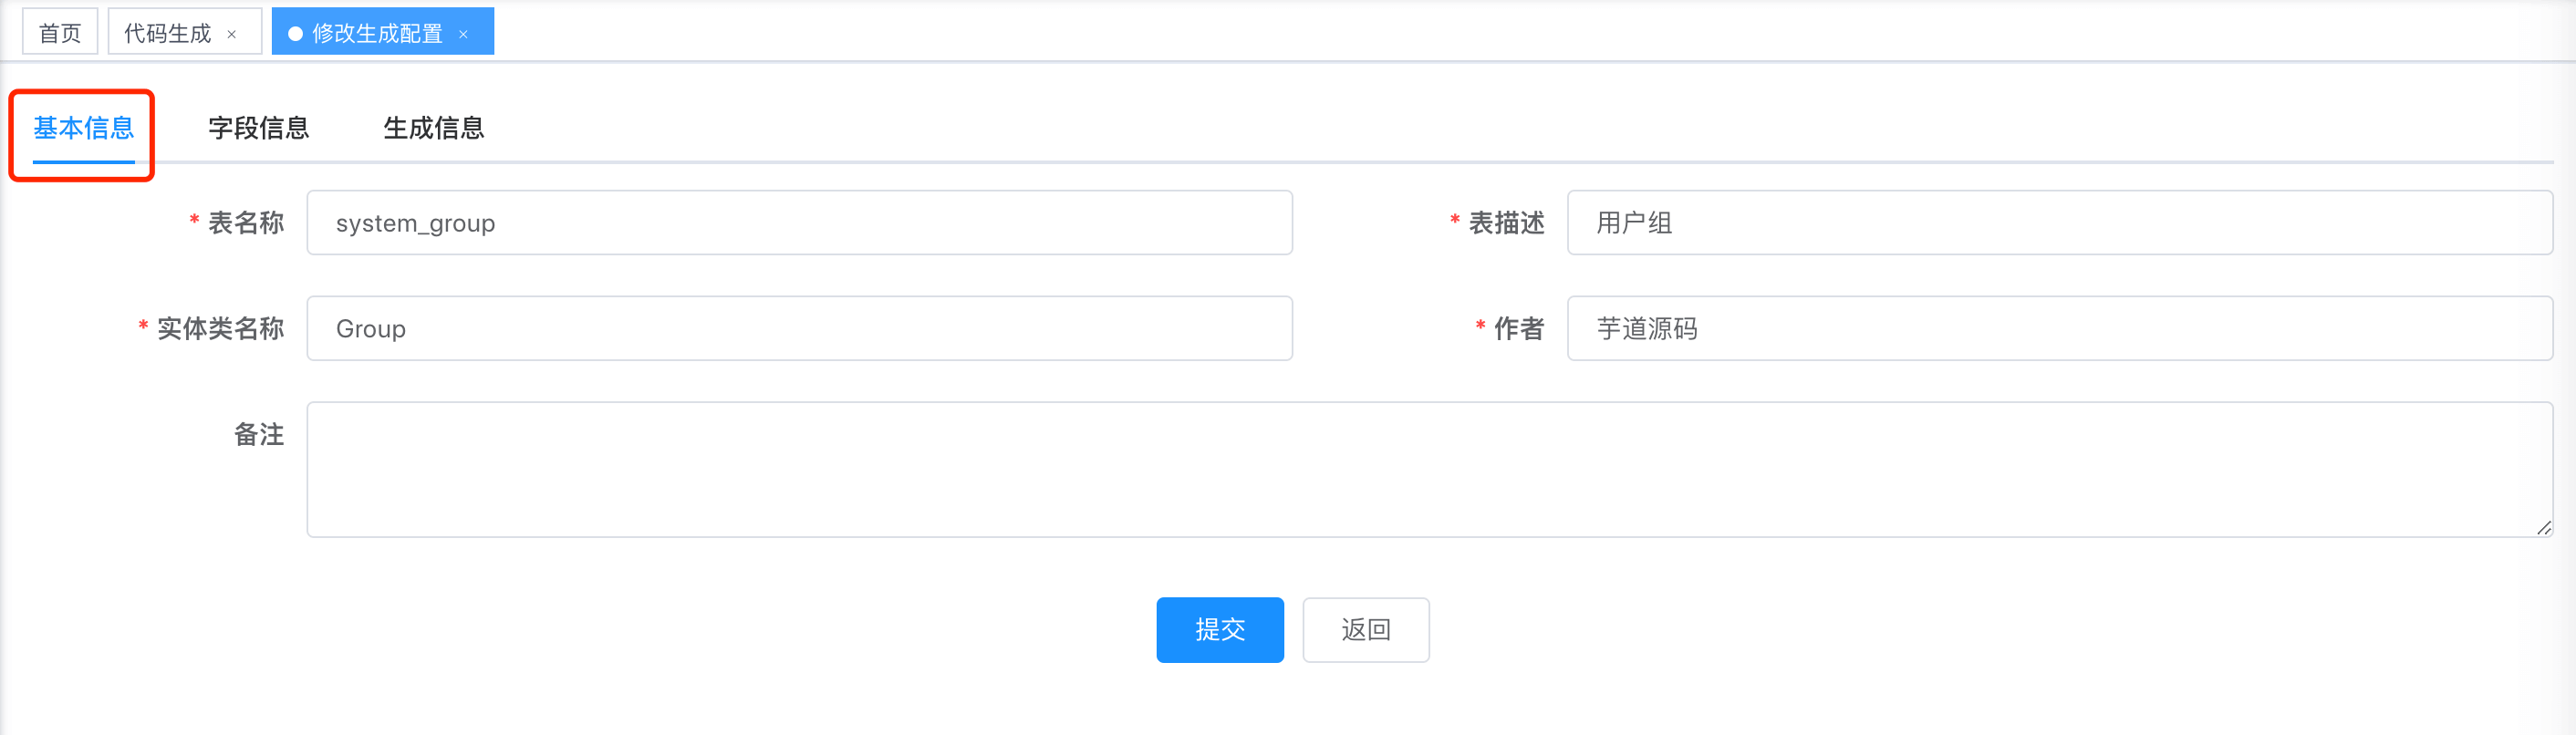 首页 代码生成 × 修改生成配置 ×
基本信息 字段信息 生成信息
* 表名称 system_group * 表描述 用户组
* 实体类名称 Group * 作者 芋道源码
备注
提交 返回